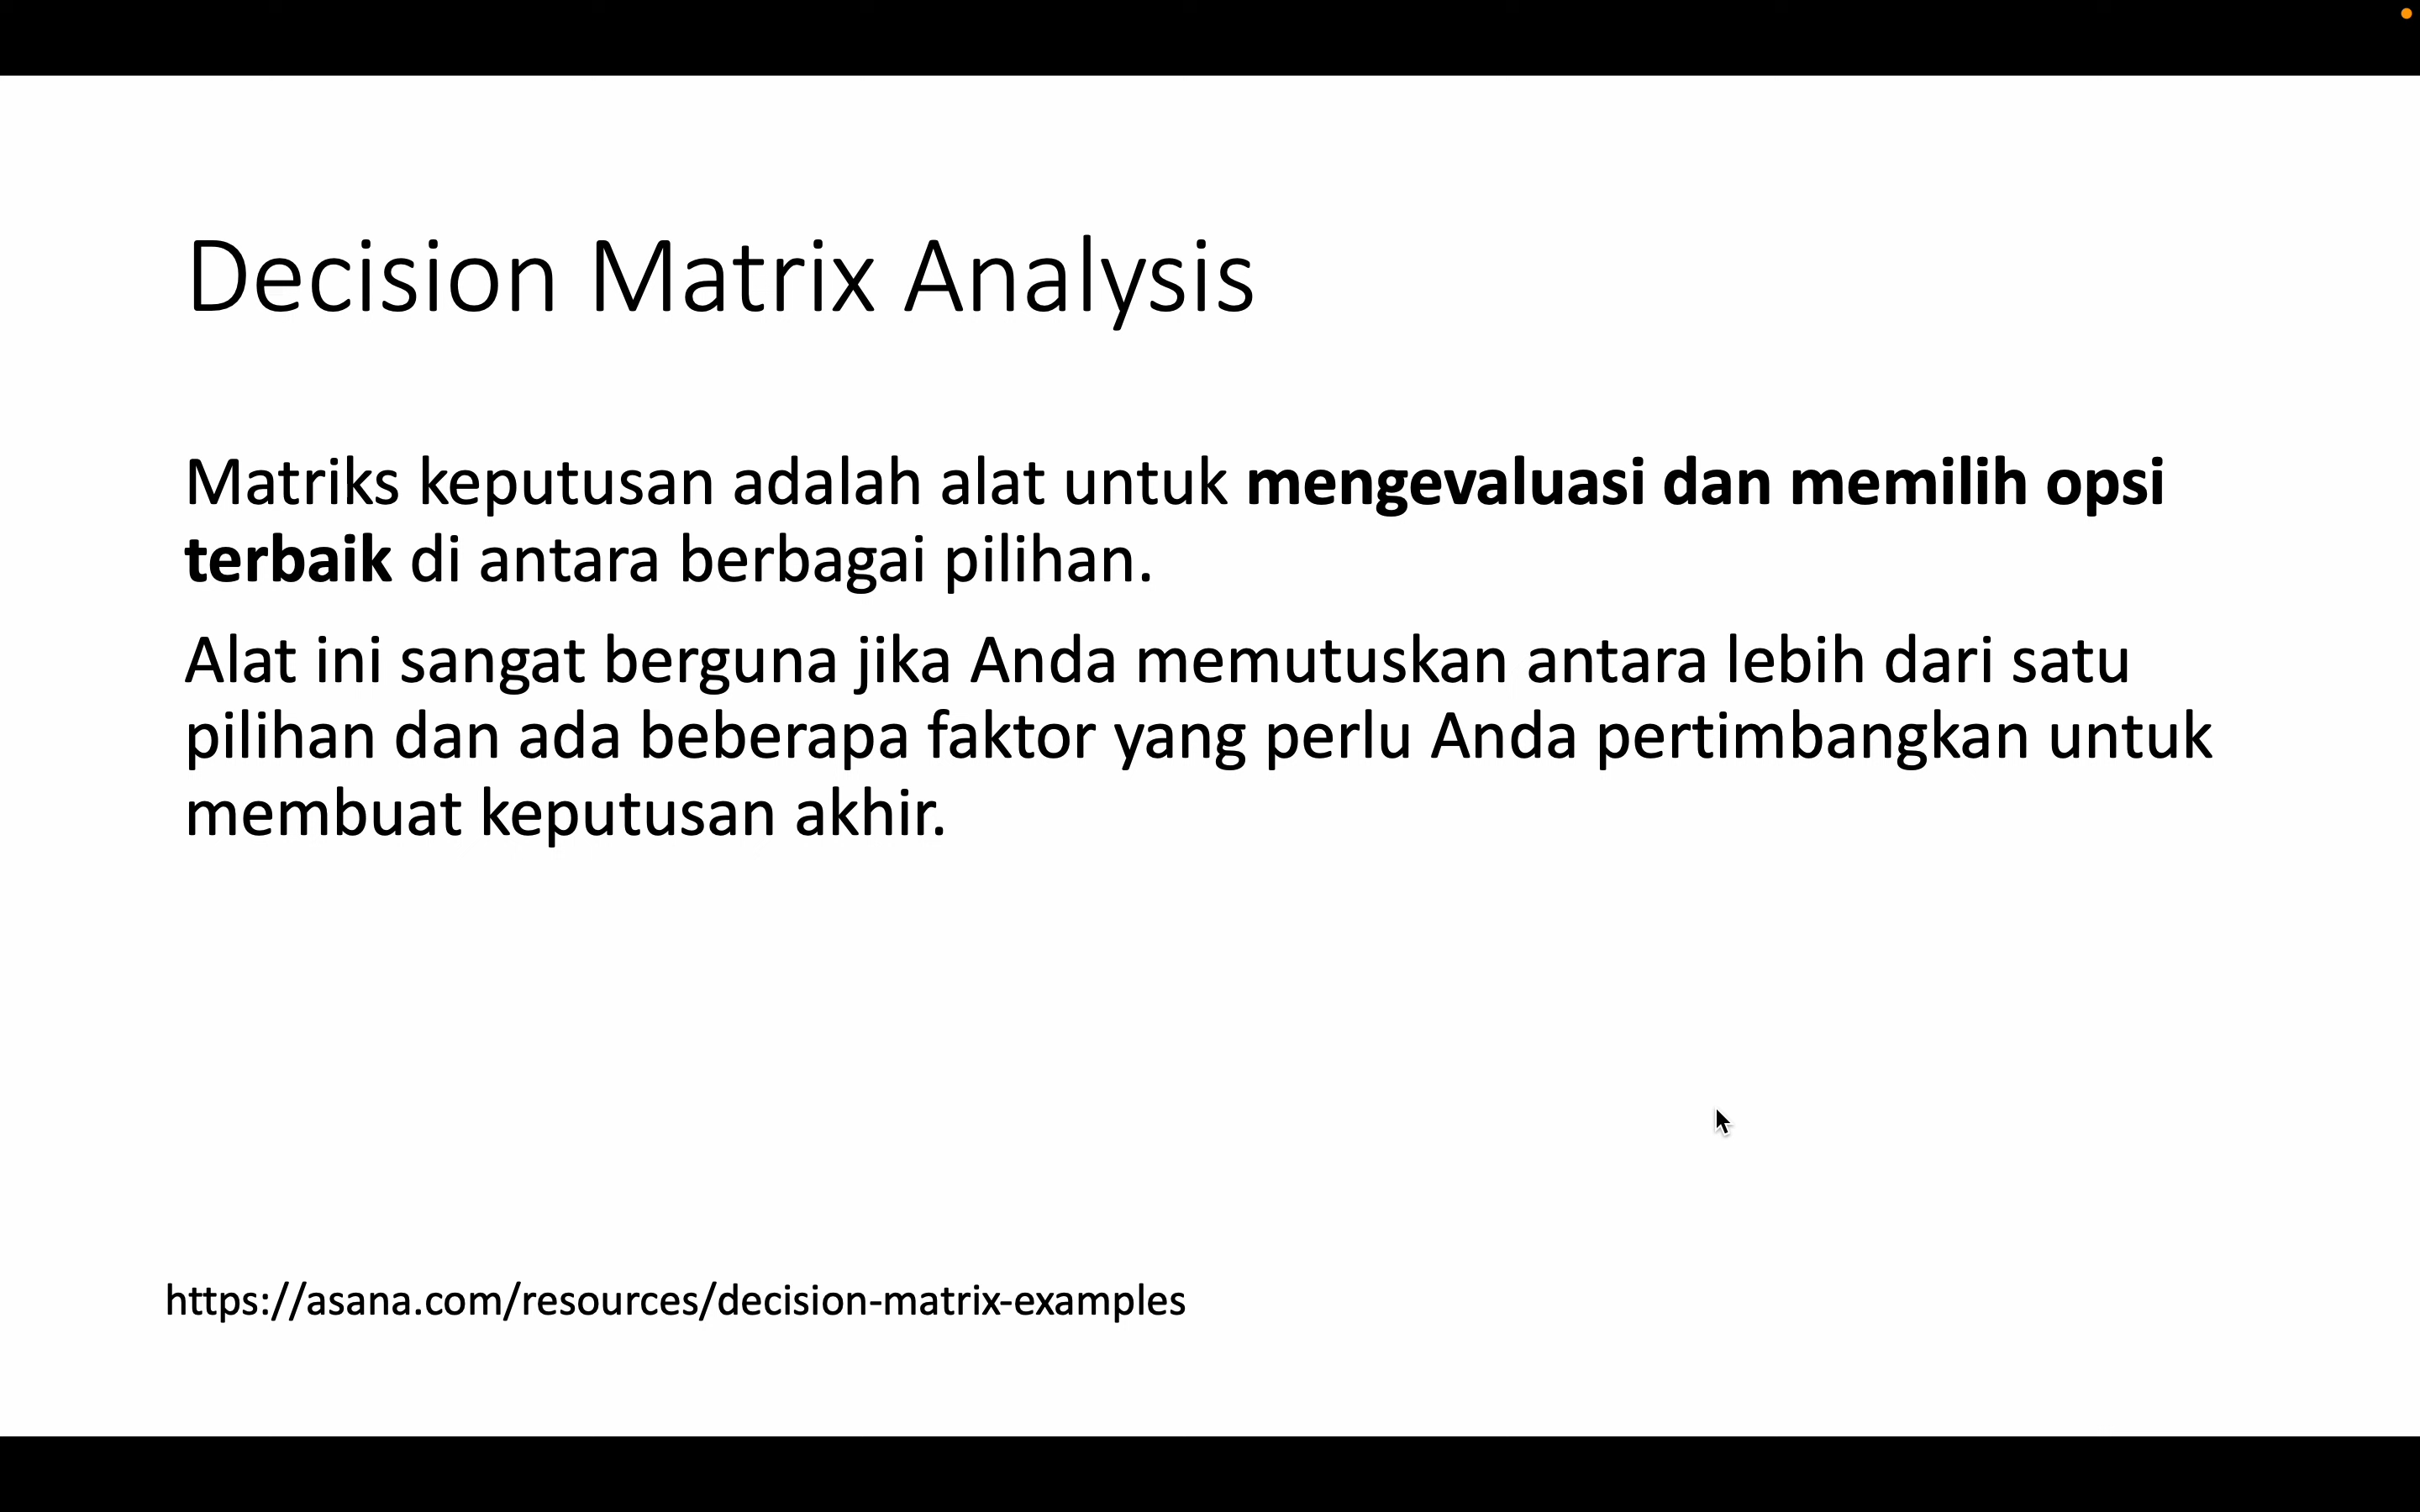 Decision Matrix Analysis
Matriks keputusan adalah alat untuk mengevaluasi dan memilih opsi
terbaik di antara berbagai pilihan.
Alat ini sangat berguna jika Anda memutuskan antara lebih dari satu
pilihan dan ada beberapa faktor yang perlu Anda pertimbangkan untuk
membuat keputusan akhir.
https://asana.com/resources/decision-matrix-examples